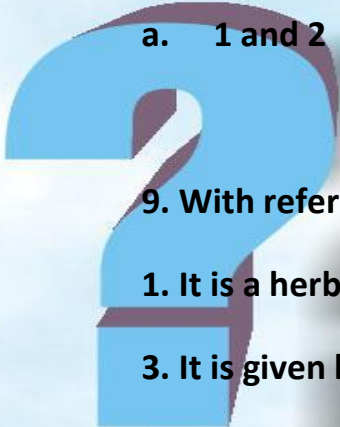 a. 1 and 2
9. With refer
1. It is a herb
3. It is given